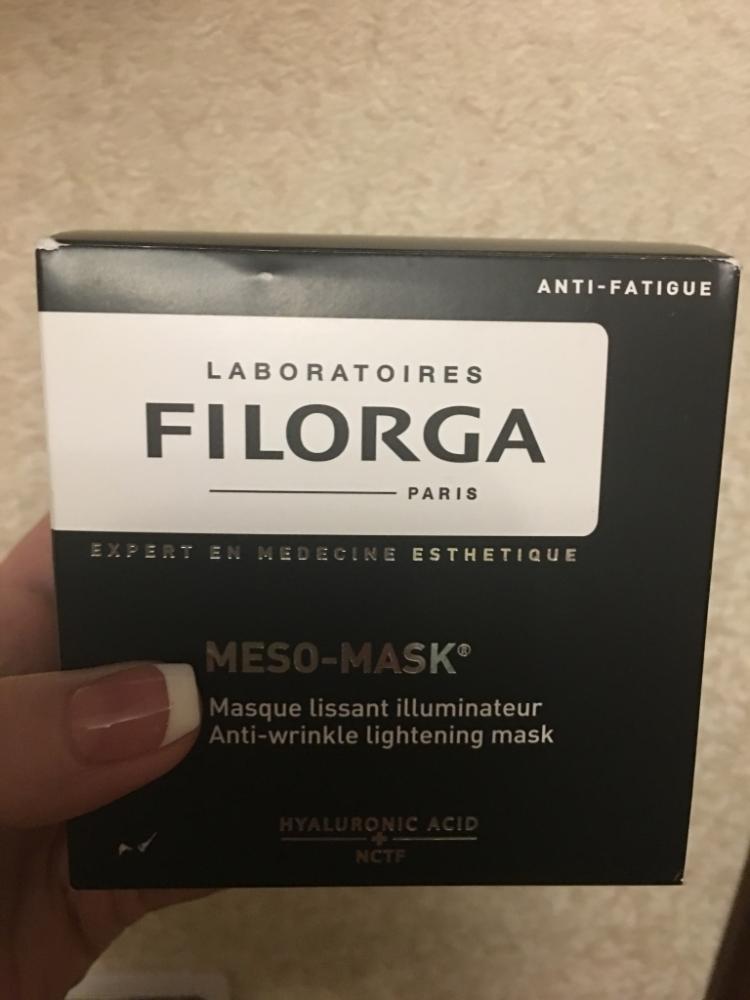 ANTI-FATIGUE
LABORATOIRES
FILORGA
PARIS
EXPERT EN MEDECINE ESTHETIQUE
MESO-MASK®
Masque lissant illuminateur
Anti-wrinkle lightening mask
HYALURONIC ACID
+
NCTF